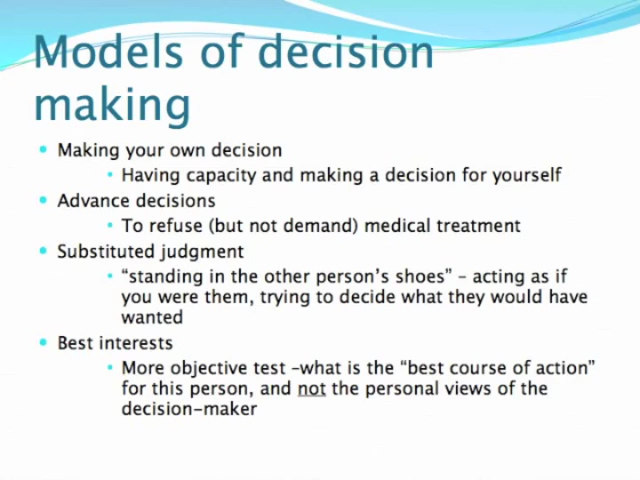 Models of decision
making
• Making your own decision
• Having capacity and making a decision for yourself
• Advance decisions
• To refuse (but not demand) medical treatment
• Substituted judgment
• “standing in the other person’s shoes” – acting as if
you were them, trying to decide what they would have
wanted
• Best interests
• More objective test –what is the “best course of action”
for this person, and not the personal views of the
decision-maker